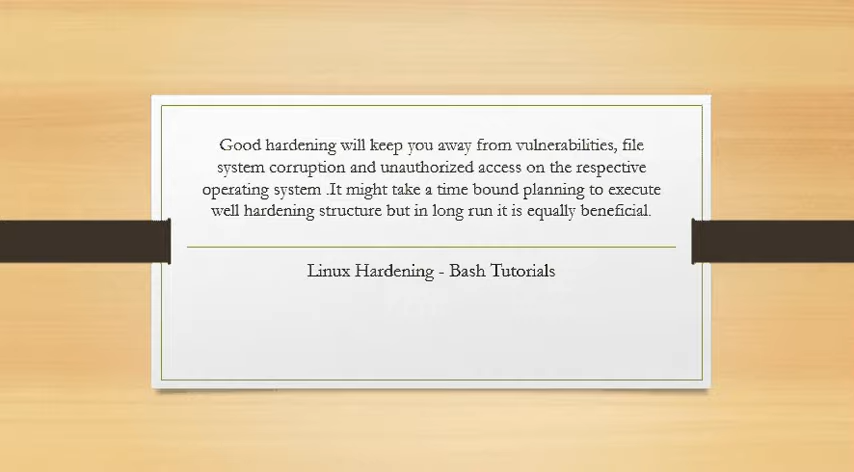 Good hardening will keep you away from vulnerabilities, file
system corruption and unauthorized access on the respective
operating system .It might take a time bound planning to execute
well hardening structure but in long run it is equally beneficial.
Linux Hardening - Bash Tutorials